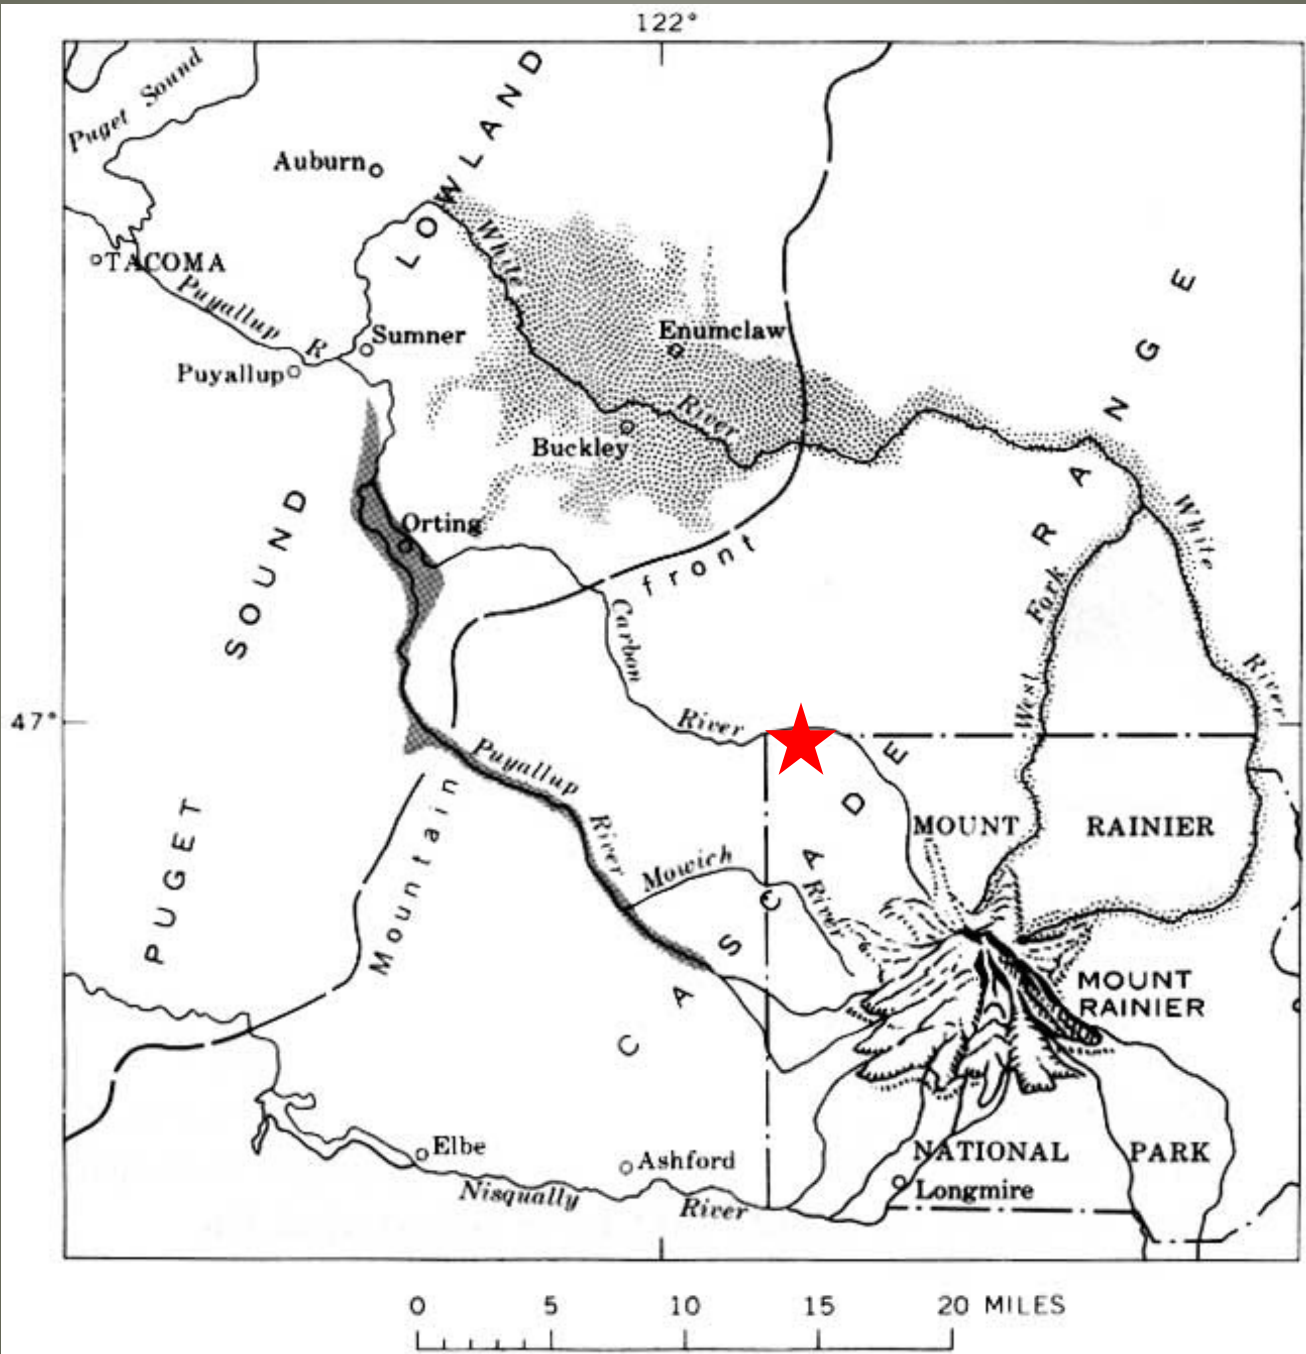 122°
Puget Sound
LOWLAND
Auburn
White
TACOMA
Puyallup R
Sumner
Enumclaw
Puyallup
River
Buckley
RANGE
White
Orting
SOUND
front
West Fork
Carbon
River
47°
River
Puyallup
CASCADE
PUGET
Mountain
River
MOUNT RAINIER
Mowich
River
MOUNT
RAINIER
Elbe
Ashford
NATIONAL PARK
Nisqually
River
Longmire
0 5 10 15 20 MILES